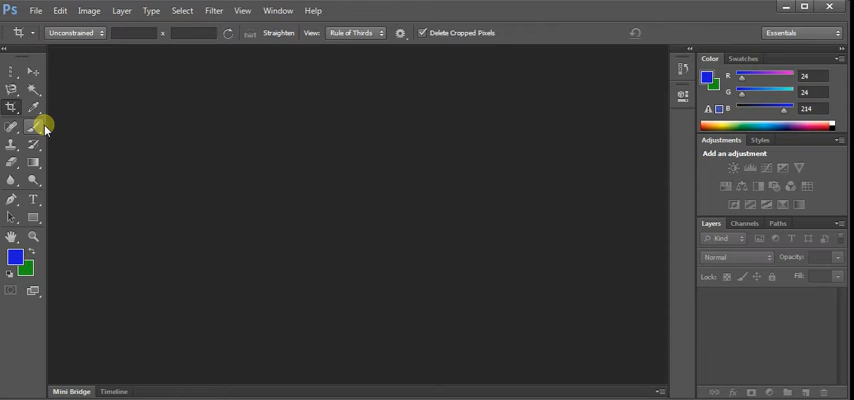 Ps File Edit Image Layer Type Select Filter View Window Help
Unconstrained x Straighten View: Rule of Thirds Delete Cropped Pixels Essentials
Color Swatches
R 24
G 24
B 214
Adjustments Styles
Add an adjustment
T
Layers Channels Paths
Kind T
Normal Opacity:
Lock: Fill:
fx
Mini Bridge Timeline